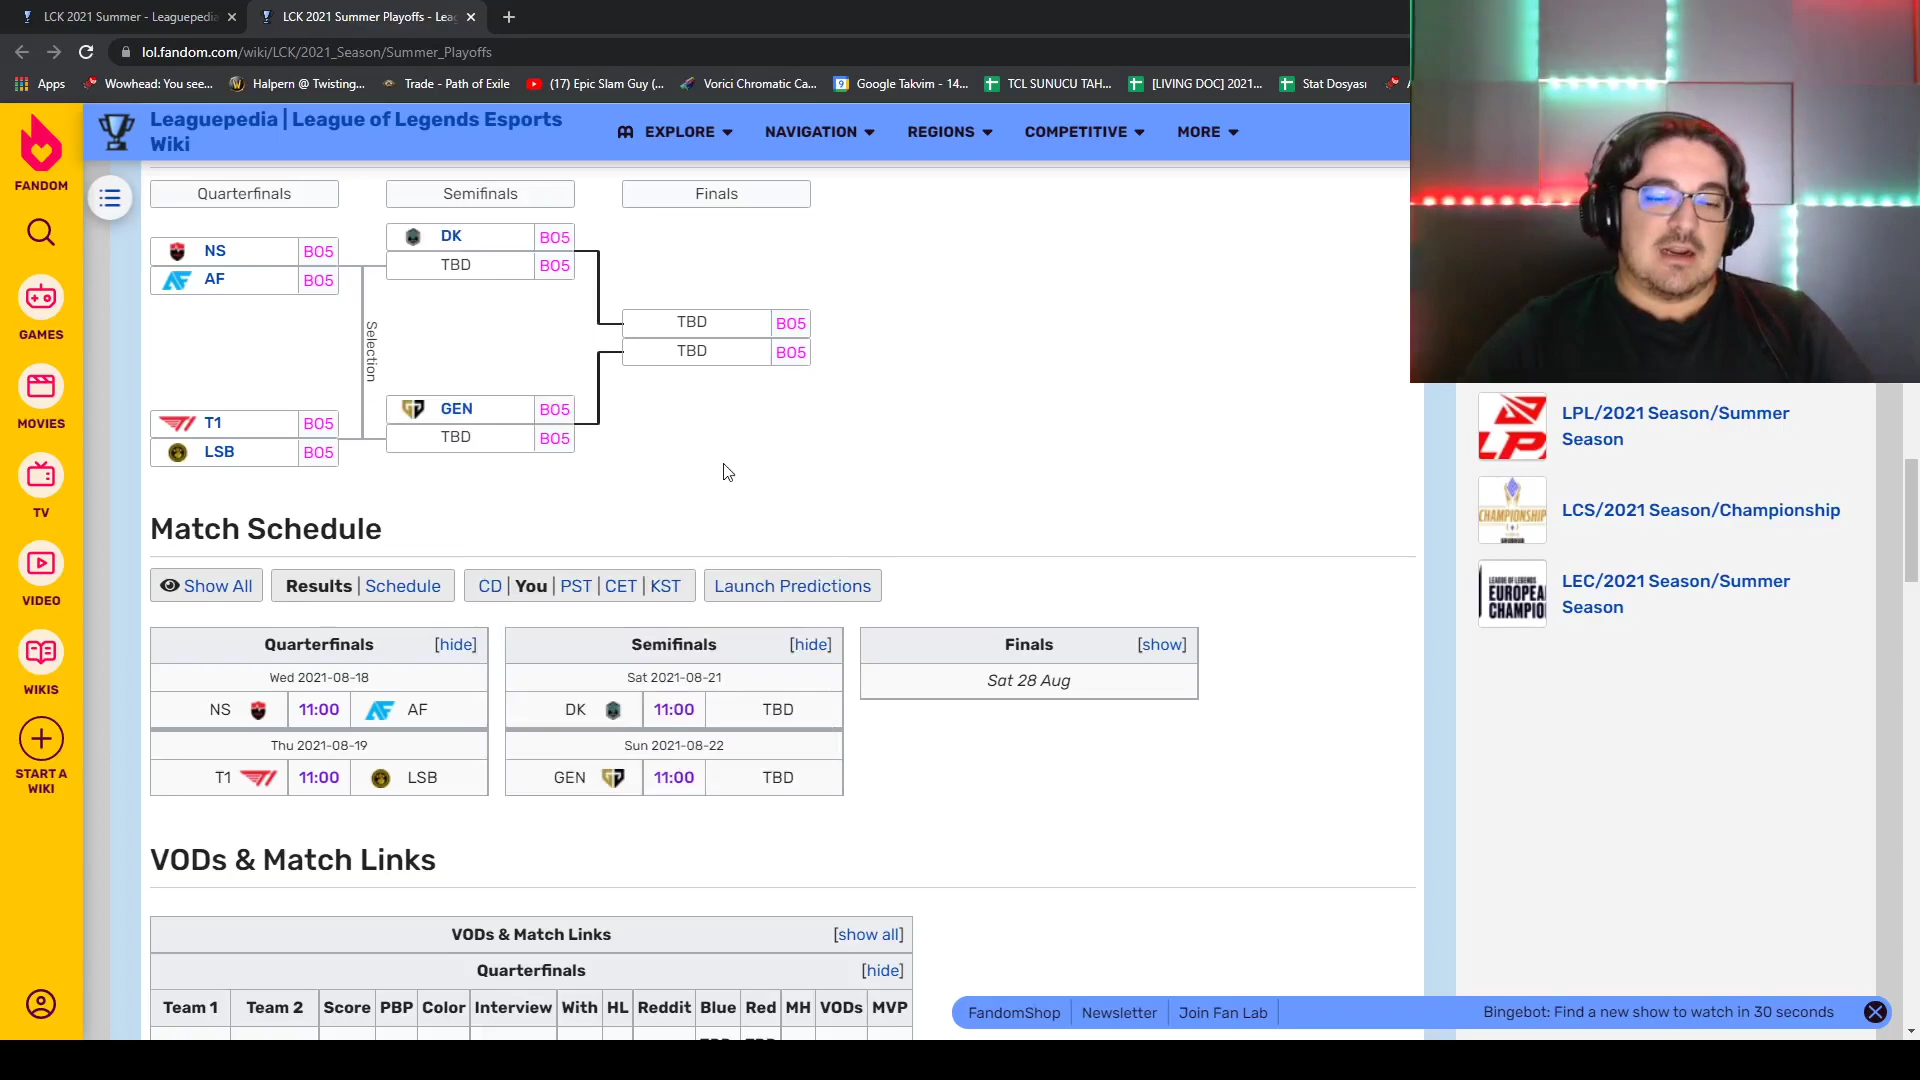 LCK 2021 Summer - Leaguepedia
LCK 2021 Summer Playoffs - Leag
lol.fandom.com/wiki/LCK/2021_Season/Summer_Playoffs
Apps
Wowhead: You see...
Halpern @ Twisting...
Trade - Path of Exile
(17) Epic Slam Guy (...
Vorici Chromatic Ca...
Google Takvim - 14...
TCL SUNUCU TAH...
[LIVING DOC] 2021...
Stat Dosyası
FANDOM
GAMES
MOVIES
TV
VIDEO
WIKIS
START A
WIKI
Leaguepedia | League of Legends Esports
Wiki
EXPLORE
NAVIGATION
REGIONS
COMPETITIVE
MORE
Quarterfinals
Semifinals
Finals
NS BO5
AF BO5
T1 BO5
LSB BO5
Selection
DK BO5
TBD BO5
GEN BO5
TBD BO5
TBD BO5
TBD BO5
Match Schedule
Show All
Results | Schedule
CD | You | PST | CET | KST
Launch Predictions
Quarterfinals [hide]
Wed 2021-08-18
NS 11:00 AF
Thu 2021-08-19
T1 11:00 LSB
Semifinals [hide]
Sat 2021-08-21
DK 11:00 TBD
Sun 2021-08-22
GEN 11:00 TBD
Finals [show]
Sat 28 Aug
VODs & Match Links
VODs & Match Links [show all]
Quarterfinals [hide]
Team 1 Team 2 Score PBP Color Interview With HL Reddit Blue Red MH VODs MVP
LPL/2021 Season/Summer
Season
CHAMPIONSHIP
LCS/2021 Season/Championship
LEAGUE OF LEGENDS
EUROPEA
CHAMPIO
LEC/2021 Season/Summer
Season
FandomShop
Newsletter
Join Fan Lab
Bingebot: Find a new show to watch in 30 seconds